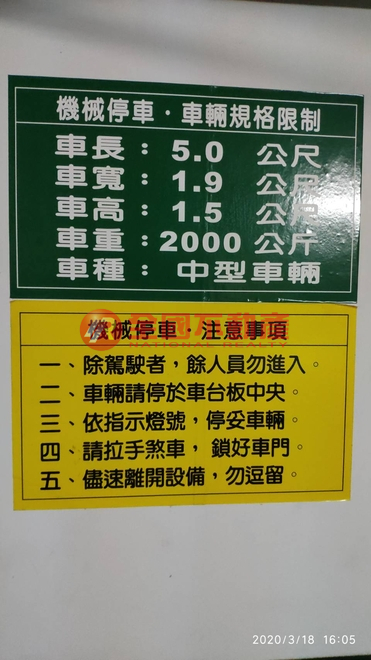 機械停車·車輛規格限制
車長：5.0 公尺
車寬：1.9 公尺
車高：1.5 公尺
車重：2000 公斤
車種：中型車輛
機械停車·注意事項
一、除駕駛者，餘人員勿進入。
二、車輛請停於車台板中央。
三、依指示燈號，停妥車輛。
四、請拉手煞車，鎖好車門。
五、儘速離開設備，勿逗留。
2020/3/18 16:05